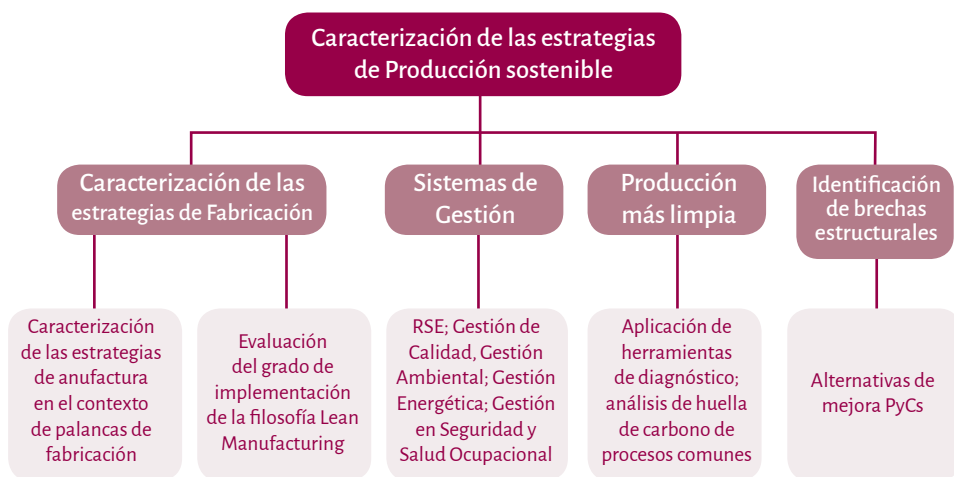 Caracterización de las estrategias
de Producción sostenible
Caracterización de las
estrategias de Fabricación
Sistemas de
Gestión
Producción
más limpia
Identificación
de brechas
estructurales
Caracterización
de las estrategias
de anufactura
en el contexto
de palancas de
fabricación
Evaluación
del grado de
implementación
de la filosofía Lean
Manufacturing
RSE; Gestión de
Calidad, Gestión
Ambiental; Gestión
Energética; Gestión
en Seguridad y
Salud Ocupacional
Aplicación de
herramientas
de diagnóstico;
análisis de huella
de carbono de
procesos comunes
Alternativas de
mejora PyCs